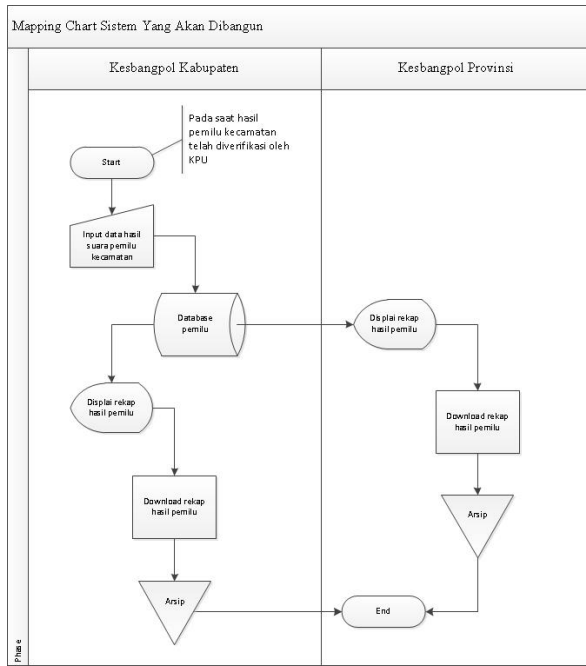 Mapping Chart Sistem Yang Akan Dibangun
Kesbangpol Kabupaten
Kesbangpol Provinsi
Pada saat hasil
pemilu kecamatan
telah diverifikasi oleh
KPU
Start
Input data hasil
suara pemilu
kecamatan
Database
pemilu
Displai rekap
hasil pemilu
Displai rekap
hasil pemilu
Download rekap
hasil pemilu
Download rekap
hasil pemilu
Arsip
Arsip
End
Phase